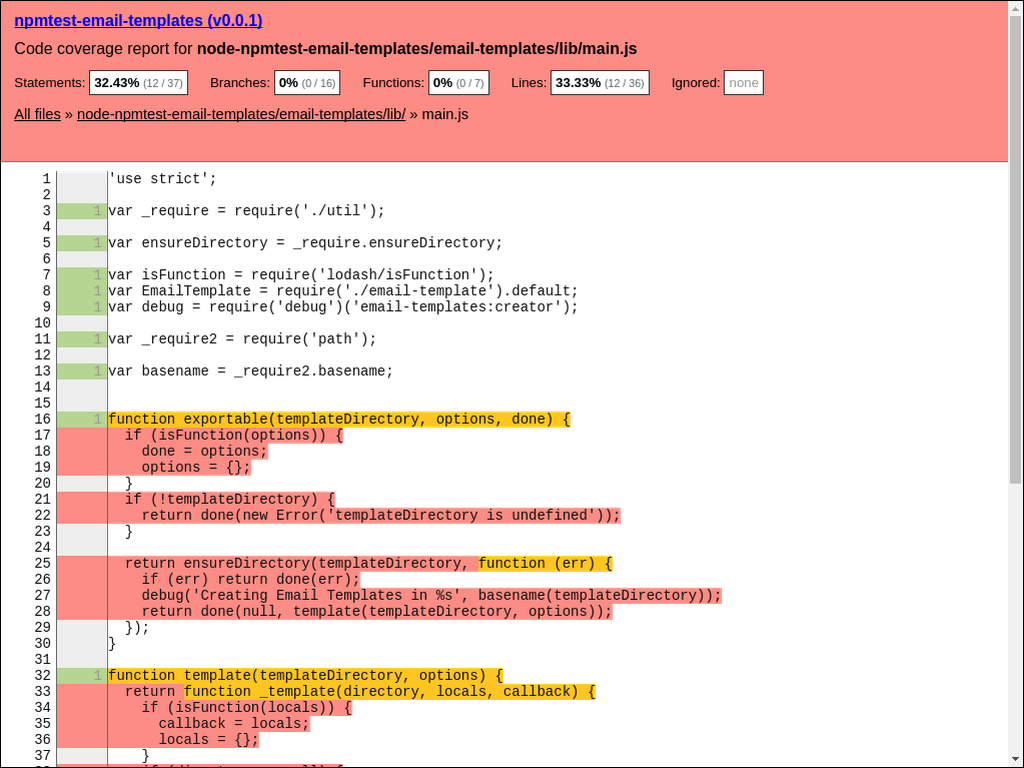 npmtest-email-templates (v0.0.1)
Code coverage report for node-npmtest-email-templates/email-templates/lib/main.js
Statements: 32.43% (12 / 37) Branches: 0% (0 / 16) Functions: 0% (0 / 7) Lines: 33.33% (12 / 36) Ignored: none
All files » node-npmtest-email-templates/email-templates/lib/ » main.js
1 'use strict';
2
3 1 var _require = require('./util');
4
5 1 var ensureDirectory = _require.ensureDirectory;
6
7 1 var isFunction = require('lodash/isFunction');
8 1 var EmailTemplate = require('./email-template').default;
9 1 var debug = require('debug')('email-templates:creator');
10
11 1 var _require2 = require('path');
12
13 1 var basename = _require2.basename;
14
15
16 1 function exportable(templateDirectory, options, done) {
17 if (isFunction(options)) {
18 done = options;
19 options = {};
20 }
21 if (!templateDirectory) {
22 return done(new Error('templateDirectory is undefined'));
23 }
24
25 return ensureDirectory(templateDirectory, function (err) {
26 if (err) return done(err);
27 debug('Creating Email Templates in %s', basename(templateDirectory));
28 return done(null, template(templateDirectory, options));
29 });
30 }
31
32 1 function template(templateDirectory, options) {
33 return function _template(directory, locals, callback) {
34 if (isFunction(locals)) {
35 callback = locals;
36 locals = {};
37 }